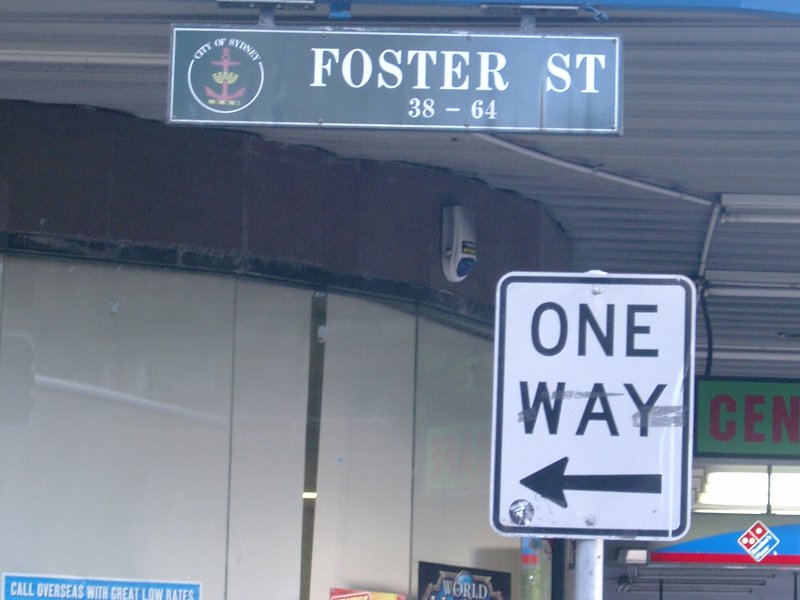 CITY OF SYDNEY
FOSTER ST
38 - 64
ONE
WAY
CEN
CALL OVERSEAS WITH GREAT LOW RATES
WORLD